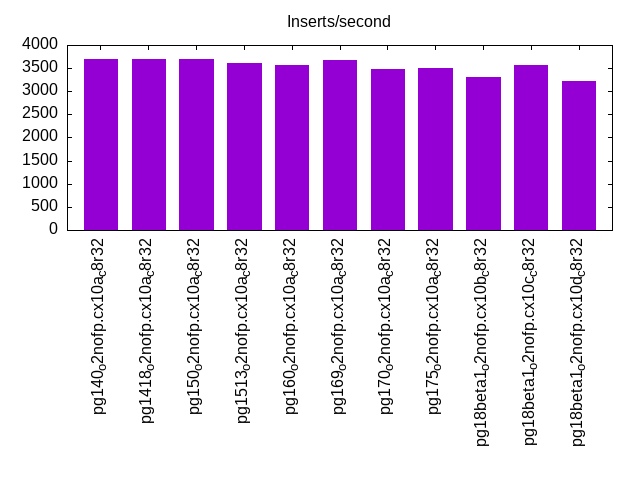 Inserts/second
4000
3500
3000
2500
2000
1500
1000
500
0
pg140o2nofp.cx10ac8r32
pg1418o2nofp.cx10ac8r32
pg150o2nofp.cx10ac8r32
pg1513o2nofp.cx10ac8r32
pg160o2nofp.cx10ac8r32
pg169o2nofp.cx10ac8r32
pg170o2nofp.cx10ac8r32
pg175o2nofp.cx10ac8r32
pg18beta1o2nofp.cx10bc8r32
pg18beta1o2nofp.cx10cc8r32
pg18beta1o2nofp.cx10dc8r32